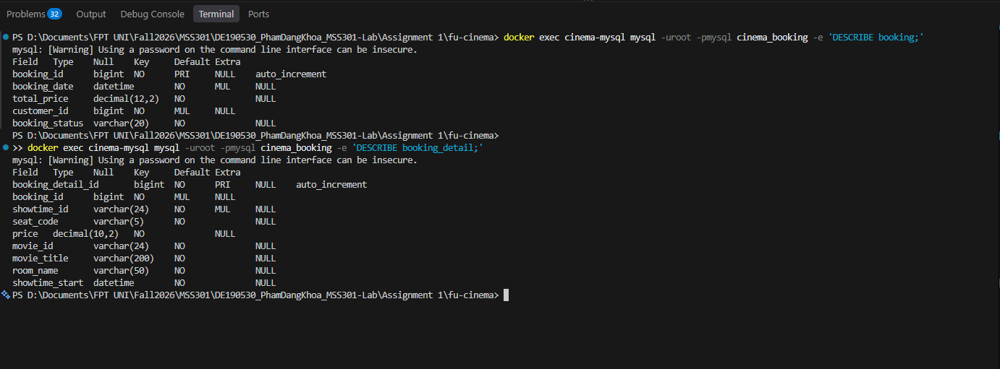 Problems 32 Output Debug Console Terminal Ports
PS D:\Documents\FPT UNI\Fall2026\MSS301\DE190530_PhamDangKhoa_MSS301-Lab\Assignment 1\fu-cinema> docker exec cinema-mysql mysql -uroot -pmysql cinema_booking -e 'DESCRIBE booking;'
mysql: [Warning] Using a password on the command line interface can be insecure.
Field Type Null Key Default Extra
booking_id bigint NO PRI NULL auto_increment
booking_date datetime NO MUL NULL
total_price decimal(12,2) NO NULL
customer_id bigint NO MUL NULL
booking_status varchar(20) NO NULL
PS D:\Documents\FPT UNI\Fall2026\MSS301\DE190530_PhamDangKhoa_MSS301-Lab\Assignment 1\fu-cinema>
>> docker exec cinema-mysql mysql -uroot -pmysql cinema_booking -e 'DESCRIBE booking_detail;'
mysql: [Warning] Using a password on the command line interface can be insecure.
Field Type Null Key Default Extra
booking_detail_id bigint NO PRI NULL auto_increment
booking_id bigint NO MUL NULL
showtime_id varchar(24) NO MUL NULL
seat_code varchar(5) NO NULL
price decimal(10,2) NO NULL
movie_id varchar(24) NO NULL
movie_title varchar(200) NO NULL
room_name varchar(50) NO NULL
showtime_start datetime NO NULL
PS D:\Documents\FPT UNI\Fall2026\MSS301\DE190530_PhamDangKhoa_MSS301-Lab\Assignment 1\fu-cinema>